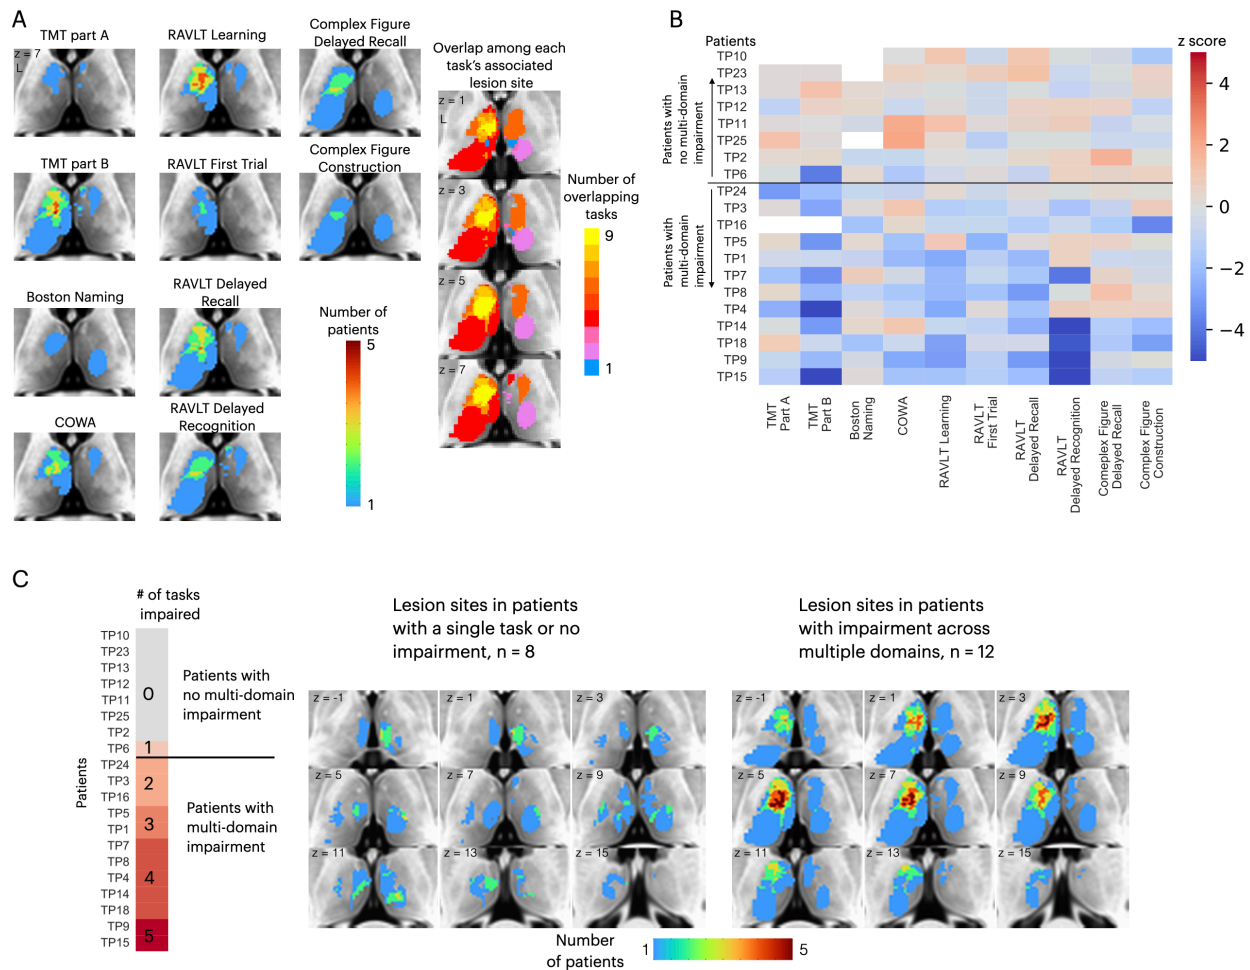 A
TMT part A
z = 7
L
RAVLT Learning
Complex Figure
Delayed Recall
TMT part B
RAVLT First Trial
Complex Figure
Construction
Boston Naming
RAVLT Delayed
Recall
COWA
RAVLT Delayed
Recognition
Number of
patients
5
1
Overlap among each
task's associated
lesion site
z = 1
L
z = 3
z = 5
z = 7
Number of
overlapping
tasks
9
1
B
Patients
TP10
TP23
TP13
TP12
TP11
TP25
TP2
TP6
TP24
TP3
TP16
TP5
TP1
TP7
TP8
TP4
TP14
TP18
TP9
TP15
Patients with
no multi-domain
impairment
Patients with
multi-domain
impairment
TMT
Part A
TMT
Part B
Boston
Naming
COWA
RAVLT Learning
RAVLT
First Trial
RAVLT
Delayed Recall
RAVLT
Delayed Recognition
Comeplex Figure
Delayed Recall
Complex Figure
Construction
z score
4
2
0
−2
−4
C
# of tasks
impaired
Patients
TP10
TP23
TP13
TP12
TP11
TP25
TP2
TP6
TP24
TP3
TP16
TP5
TP1
TP7
TP8
TP4
TP14
TP18
TP9
TP15
0
1
2
3
4
5
Patients with
no multi-domain
impairment
Patients with
multi-domain
impairment
Lesion sites in patients
with a single task or no
impairment, n = 8
z = -1
z = 1
z = 3
z = 5
z = 7
z = 9
z = 11
z = 13
z = 15
Lesion sites in patients
with impairment across
multiple domains, n = 12
z = -1
z = 1
z = 3
z = 5
z = 7
z = 9
z = 11
z = 13
z = 15
Number
of patients
1
5